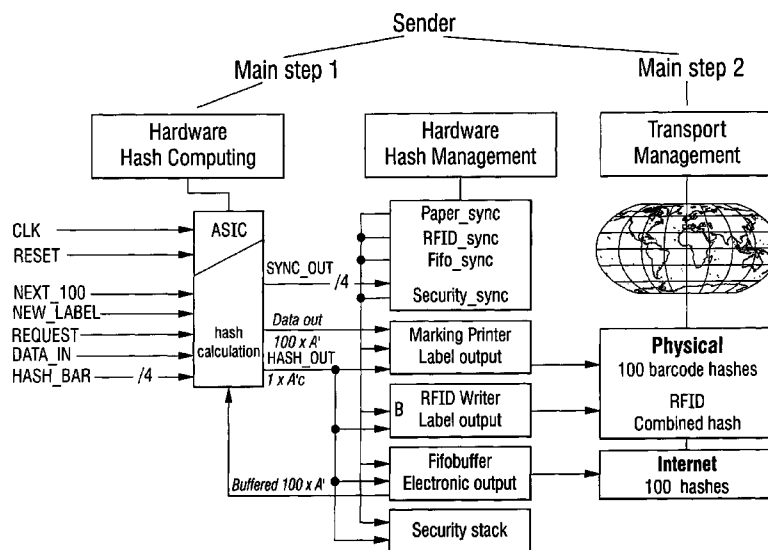 Sender
Main step 1
Main step 2
Hardware
Hash Computing
Hardware
Hash Management
Transport
Management
CLK
RESET
NEXT_100
NEW_LABEL
REQUEST
DATA_IN
HASH_BAR
/4
ASIC
hash
calculation
SYNC_OUT
/4
Data out
100 x A'
HASH_OUT
1 x A'c
Buffered 100 x A'
Paper_sync
RFID_sync
Fifo_sync
Security_sync
Marking Printer
Label output
B
RFID Writer
Label output
Fifobuffer
Electronic output
Security stack
Physical
100 barcode hashes
RFID
Combined hash
Internet
100 hashes